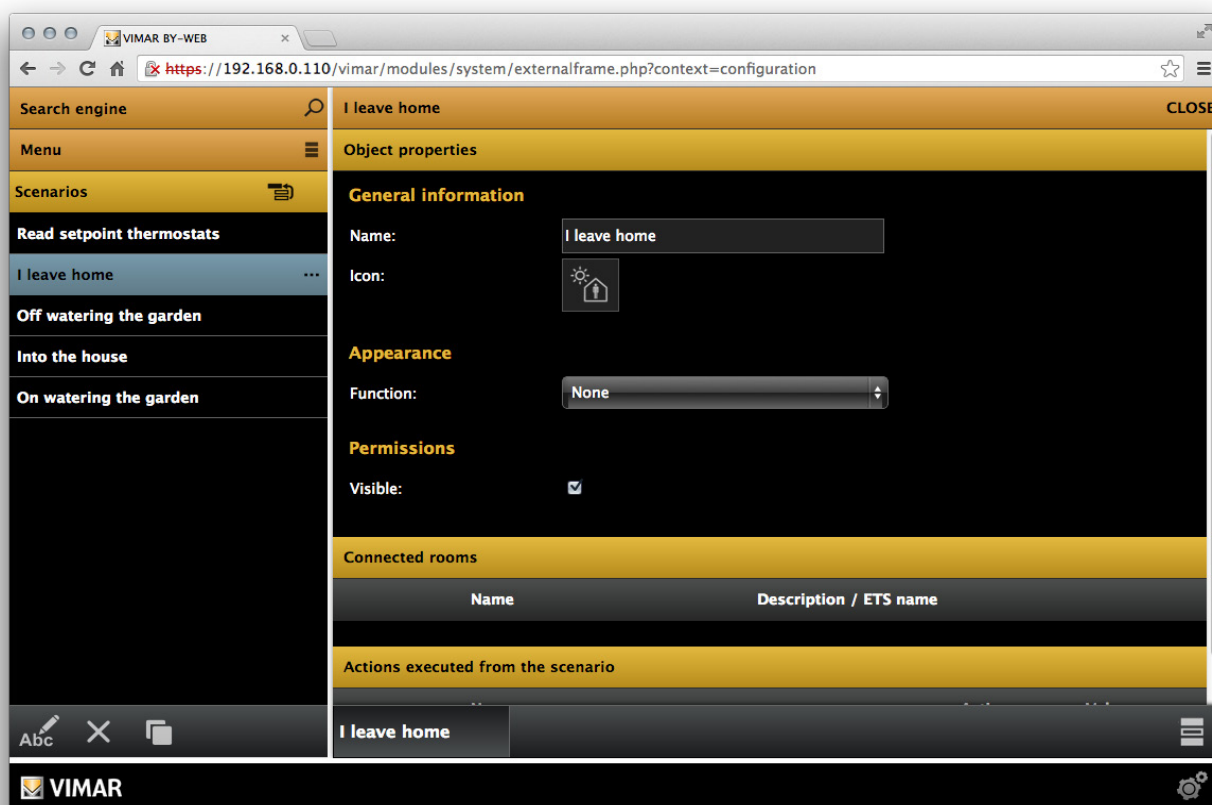 VIMAR BY-WEB
https://192.168.0.110/vimar/modules/system/externalframe.php?context=configuration
Search engine
Menu
Scenarios
Read setpoint thermostats
I leave home
Off watering the garden
Into the house
On watering the garden
Abc
I leave home
CLOSE
Object properties
General information
Name:
I leave home
Icon:
Appearance
Function:
None
Permissions
Visible:
Connected rooms
Name
Description / ETS name
Actions executed from the scenario
I leave home
VIMAR